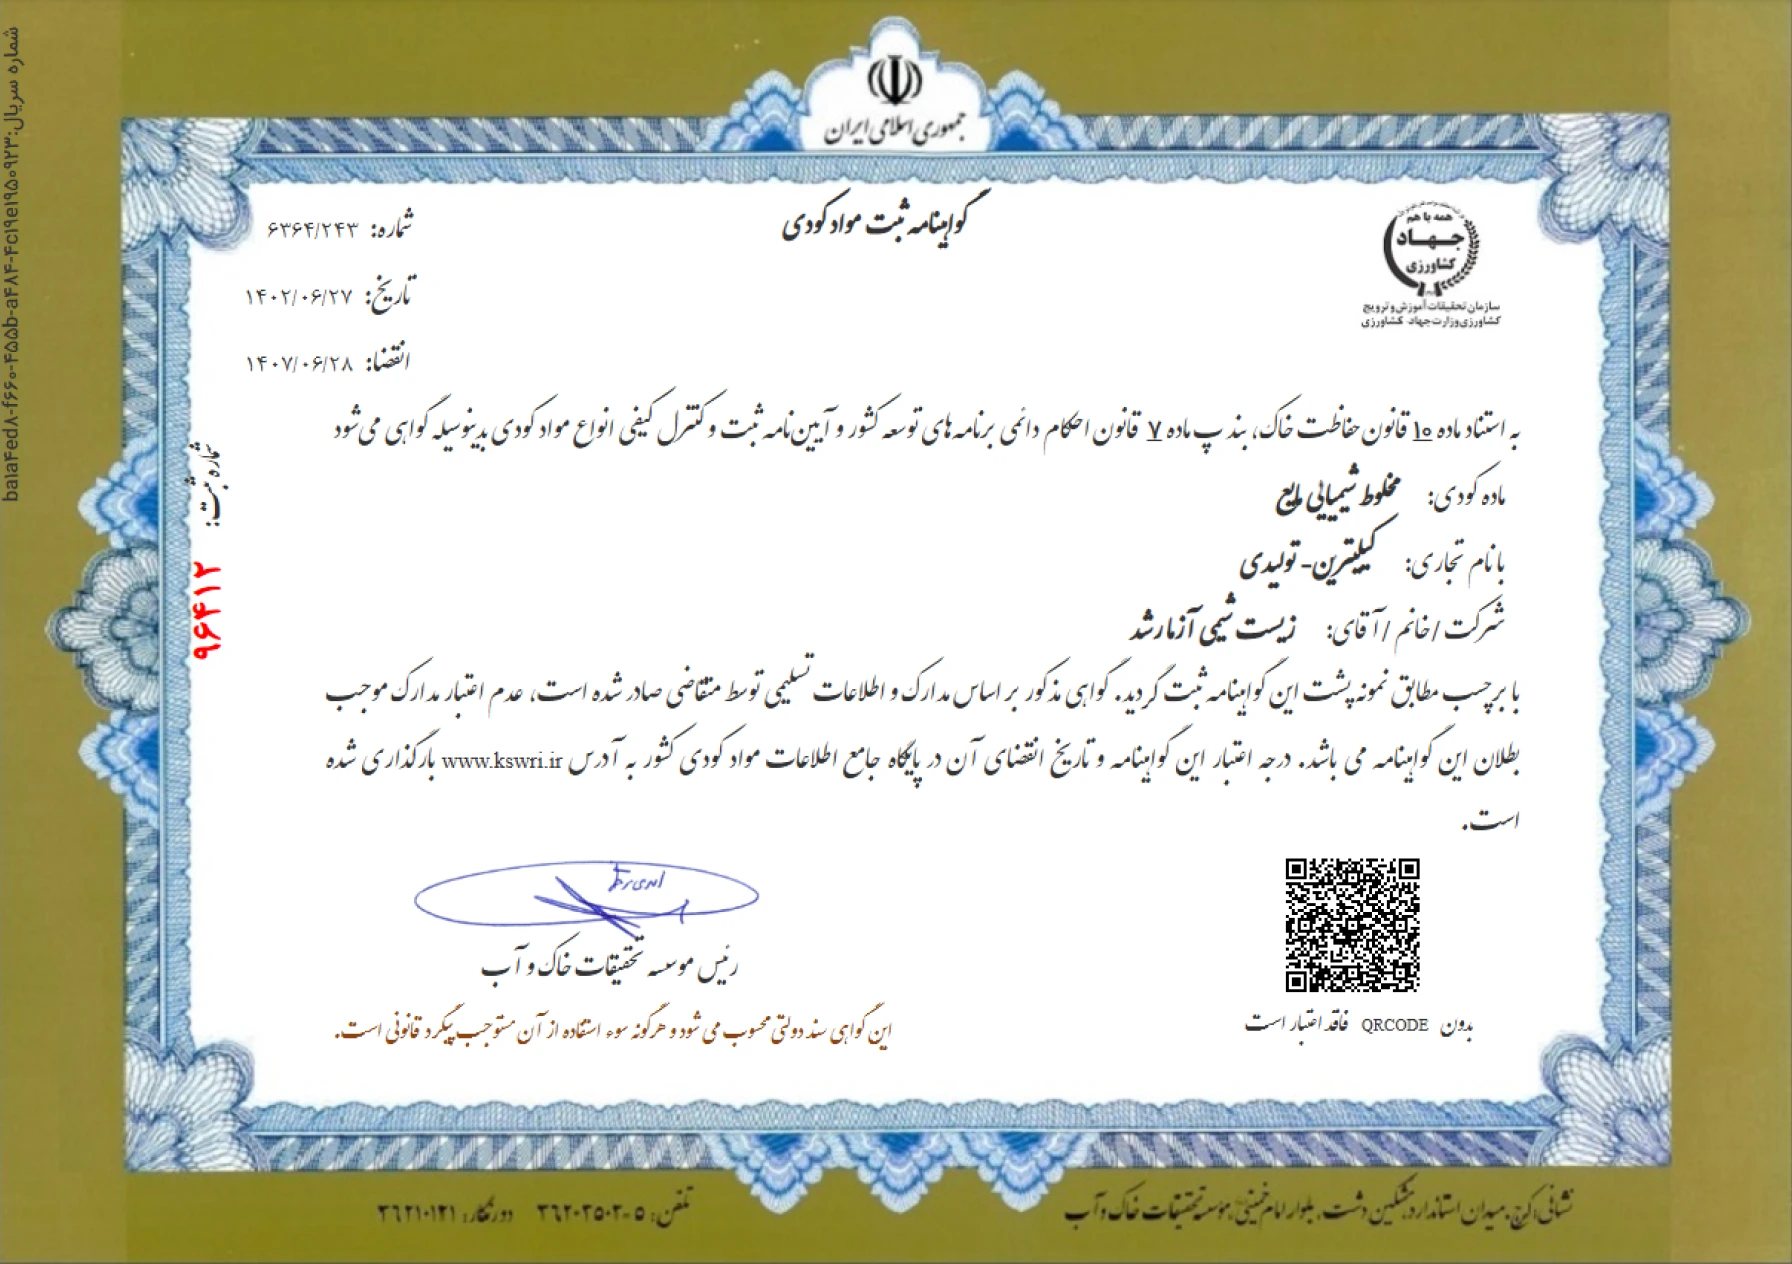 جمهوری اسلامی ایران
همه با هم
جهاد
کشاورزی
سازمان تحقیقات آموزش و ترویج
کشاورزی وزارت جهاد کشاورزی
گواهینامه ثبت مواد کودی
شماره: ۶۳۶۴/۲۴۳
تاریخ: ۱۴۰۲/۰۶/۲۷
انقضا: ۱۴۰۷/۰۶/۲۸
به استناد ماده ۱۰ قانون حفاظت خاک، بند پ ماده ۷ قانون احکام دائمی برنامه های توسعه کشور و آیین‌نامه ثبت و کنترل کیفی انواع مواد کودی بدینوسیله گواهی می‌شود
ماده کودی: مخلوط شیمیایی مایع
با نام تجاری: کیلیترین- تولیدی
شرکت/خانم/آقای: زیست شیمی آزما رشد
با برچسب مطابق نمونه پشت این گواهینامه ثبت گردید. گواهی مذکور بر اساس مدارک و اطلاعات تسلیمی توسط متقاضی صادر شده است، عدم اعتبار مدارک موجب
بطلان این گواهینامه می باشد. درجه اعتبار این گواهینامه و تاریخ انقضای آن در پایگاه جامع اطلاعات مواد کودی کشور به آدرس www.kswri.ir بارگذاری شده
است.
رئیس موسسه تحقیقات خاک و آب
این گواهی سند دولتی محسوب می شود و هرگونه سوء استفاده از آن مستوجب پیگرد قانونی است.
بدون QRCODE فاقد اعتبار است
شماره ثبت: ۹۶۴۱۲
شماره سریال: ba1a4ed8-f660-455b-a484-4c19e1950923
نشانی: کرج، میدان استاندارد، مشکین دشت، بلوار امام خمینی، موسسه تحقیقات خاک و آب
تلفن: ۵-۳۶۲۰۳۵۰۲ دورنگار: ۳۶۲۱۰۱۲۱